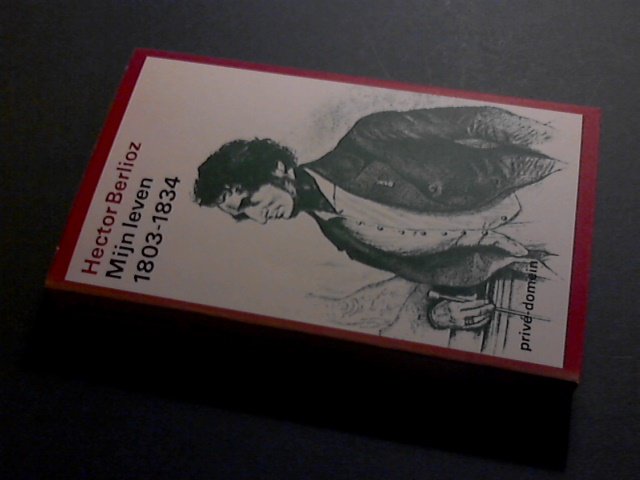 Hector Berlioz
Mijn leven
1803-1834
privé-domein